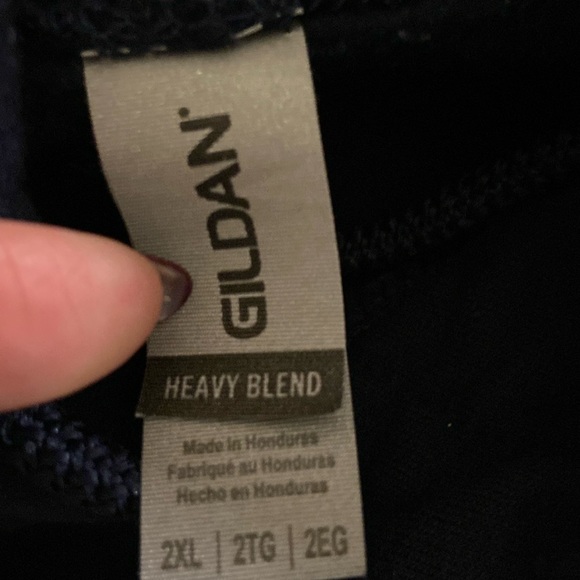 GILDAN
HEAVY BLEND
Made in Honduras
Fabriqué au Honduras
Hecho en Honduras
2XL | 2TG | 2EG